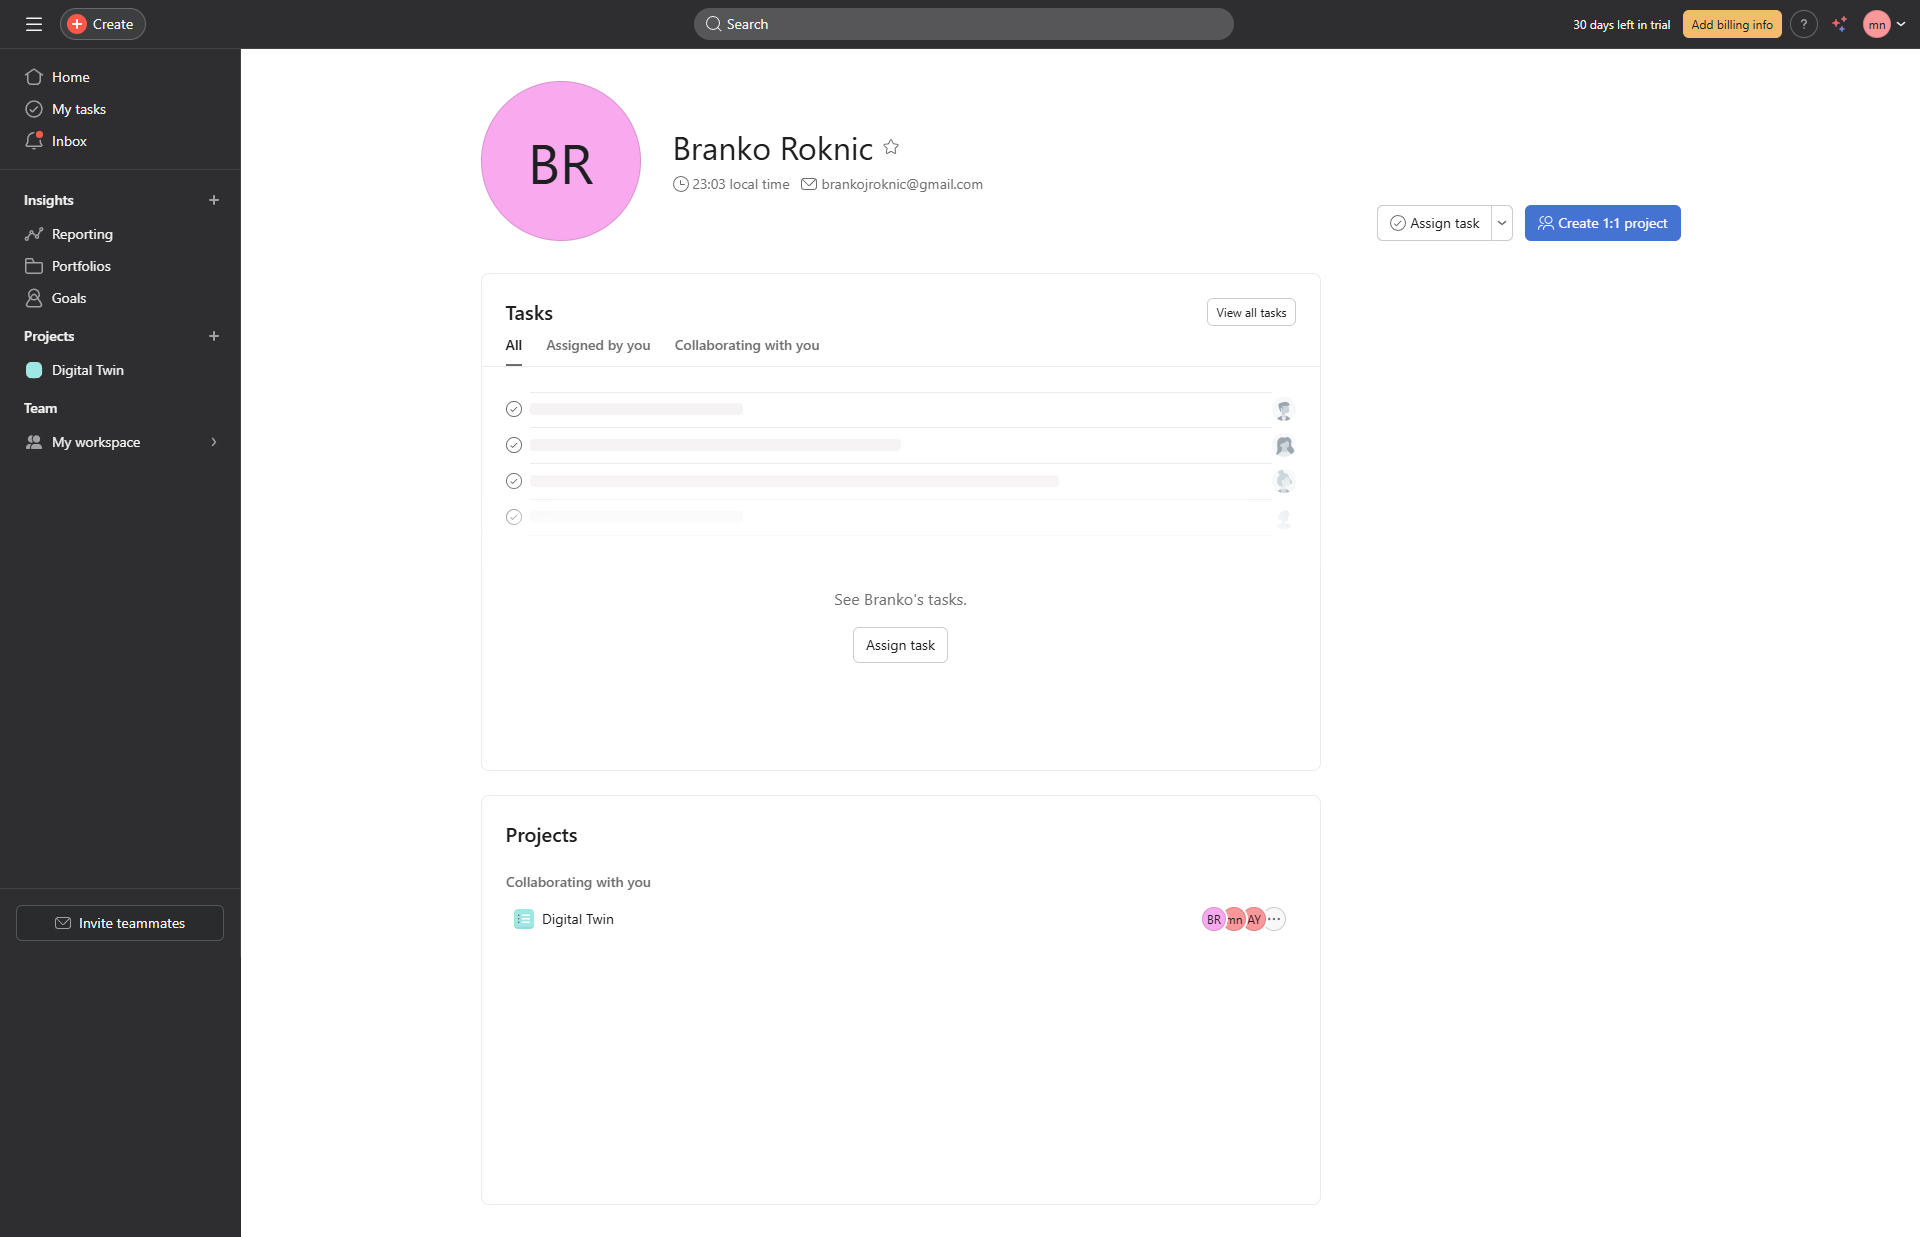 Create
Search
30 days left in trial
Add billing info
?
mn
Home
My tasks
Inbox
Insights
Reporting
Portfolios
Goals
Projects
Digital Twin
Team
My workspace
Invite teammates
BR
Branko Roknic
23:03 local time
brankojroknic@gmail.com
Assign task
Create 1:1 project
Tasks
View all tasks
All
Assigned by you
Collaborating with you
See Branko's tasks.
Assign task
Projects
Collaborating with you
Digital Twin
BR
mn
AY